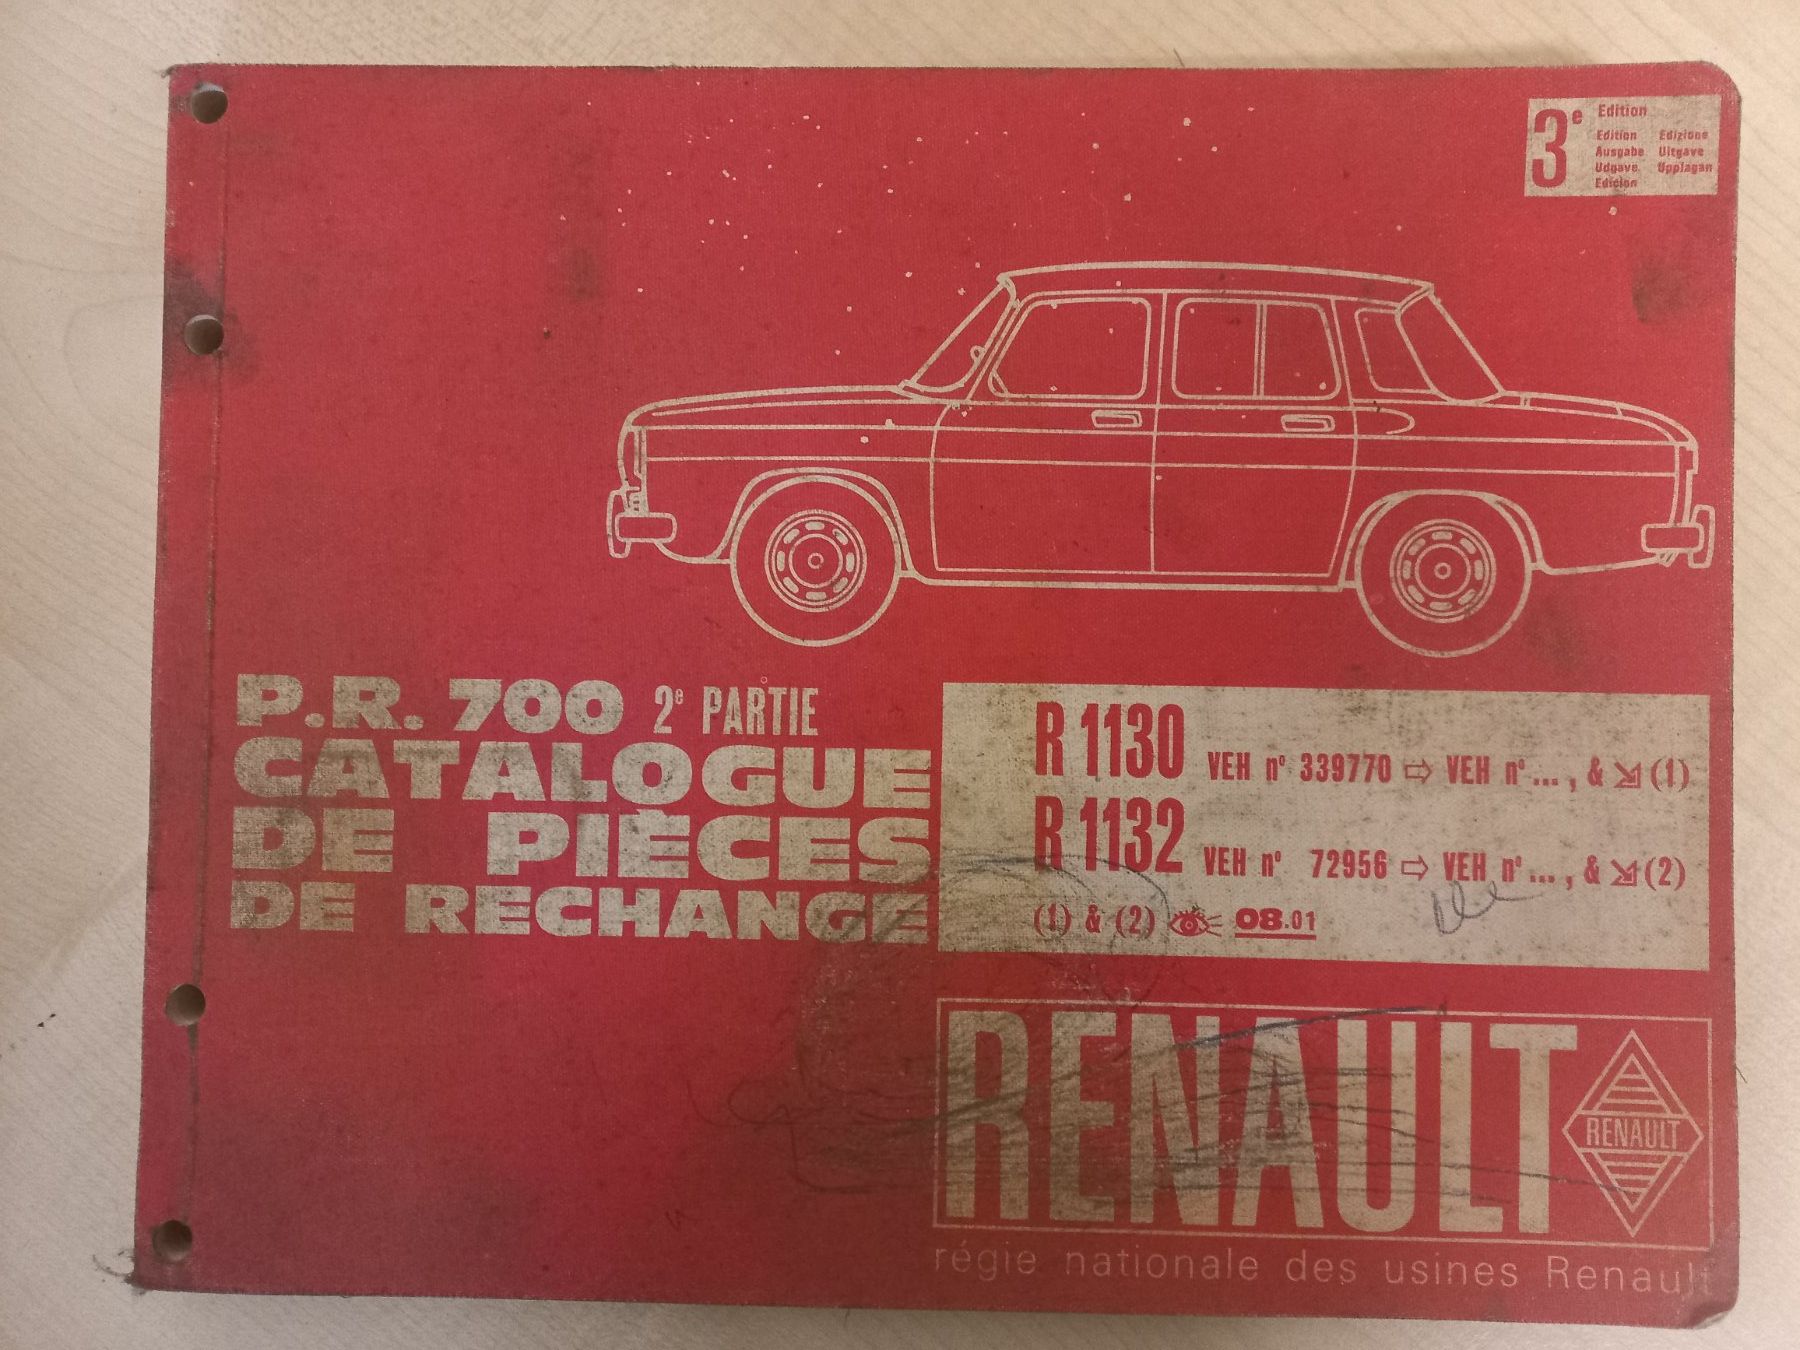 3e Edition
Edition Edizione
Ausgabe Uitgave
Udgave Upplagan
Edicion
P.R. 700 2e PARTIE
CATALOGUE
DE PIÈCES
DE RECHANGE
R 1130 VEH nº 339770 ⇨ VEH nº ... , & (1)
R 1132 VEH nº 72956 ⇨ VEH nº ... , & (2)
(1) & (2) 08.01
RENAULT
RENAULT
régie nationale des usines Renault